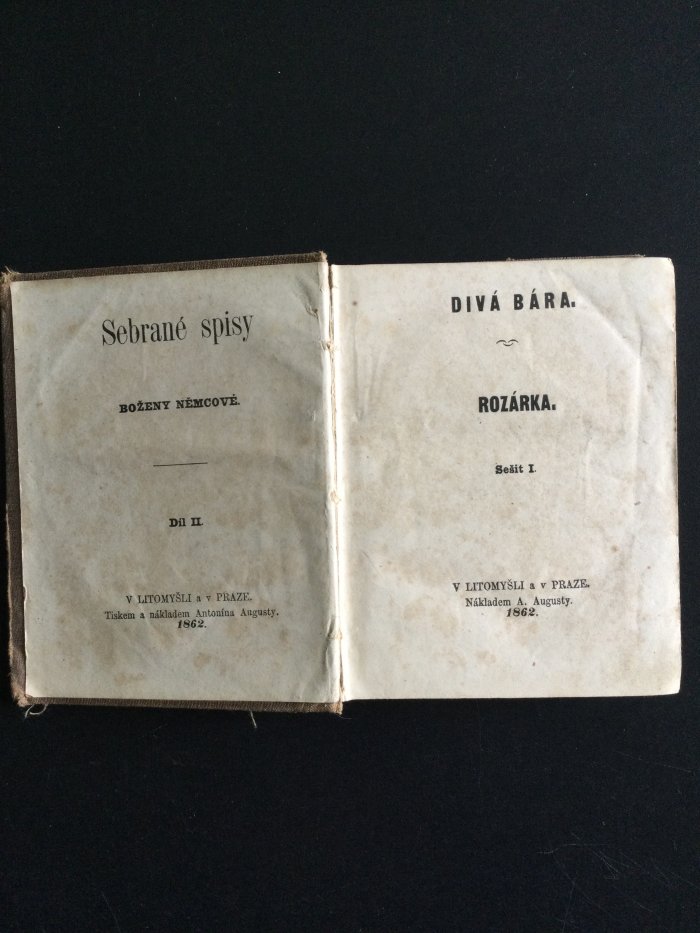 Sebrané spisy
BOŽENY NĚMCOVÉ.
Díl II.
V LITOMYŠLI a v PRAZE.
Tiskem a nákladem Antonína Augusty.
1862.
DIVÁ BÁRA.
ROZÁRKA.
Sešit I.
V LITOMYŠLI a v PRAZE.
Nákladem A. Augusty.
1862.